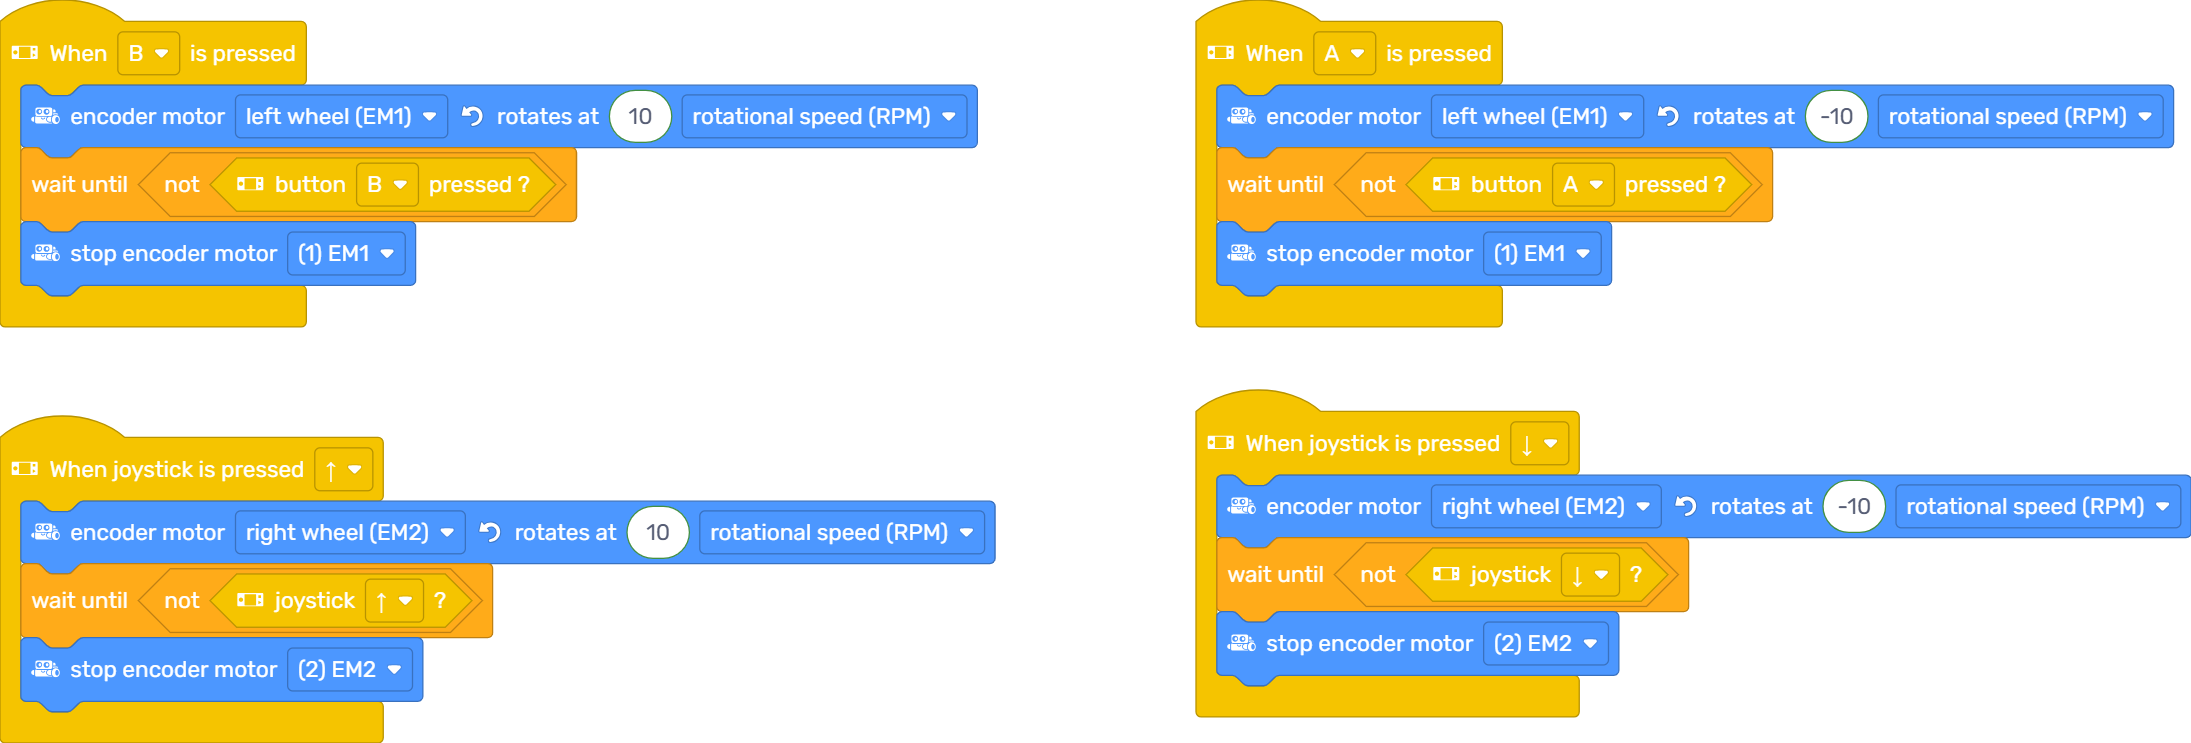 When B is pressed
encoder motor left wheel (EM1) rotates at 10 rotational speed (RPM)
wait until not button B pressed ?
stop encoder motor (1) EM1
When A is pressed
encoder motor left wheel (EM1) rotates at -10 rotational speed (RPM)
wait until not button A pressed ?
stop encoder motor (1) EM1
When joystick is pressed ↑
encoder motor right wheel (EM2) rotates at 10 rotational speed (RPM)
wait until not joystick ↑ ?
stop encoder motor (2) EM2
When joystick is pressed ↓
encoder motor right wheel (EM2) rotates at -10 rotational speed (RPM)
wait until not joystick ↓ ?
stop encoder motor (2) EM2